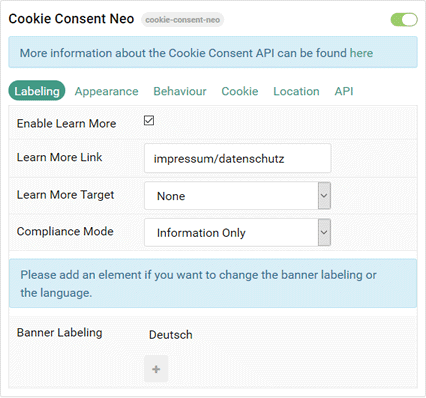 Cookie Consent Neo cookie-consent-neo
More information about the Cookie Consent API can be found here
Labeling Appearance Behaviour Cookie Location API
Enable Learn More
Learn More Link impressum/datenschutz
Learn More Target None
Compliance Mode Information Only
Please add an element if you want to change the banner labeling or
the language.
Banner Labeling Deutsch
+